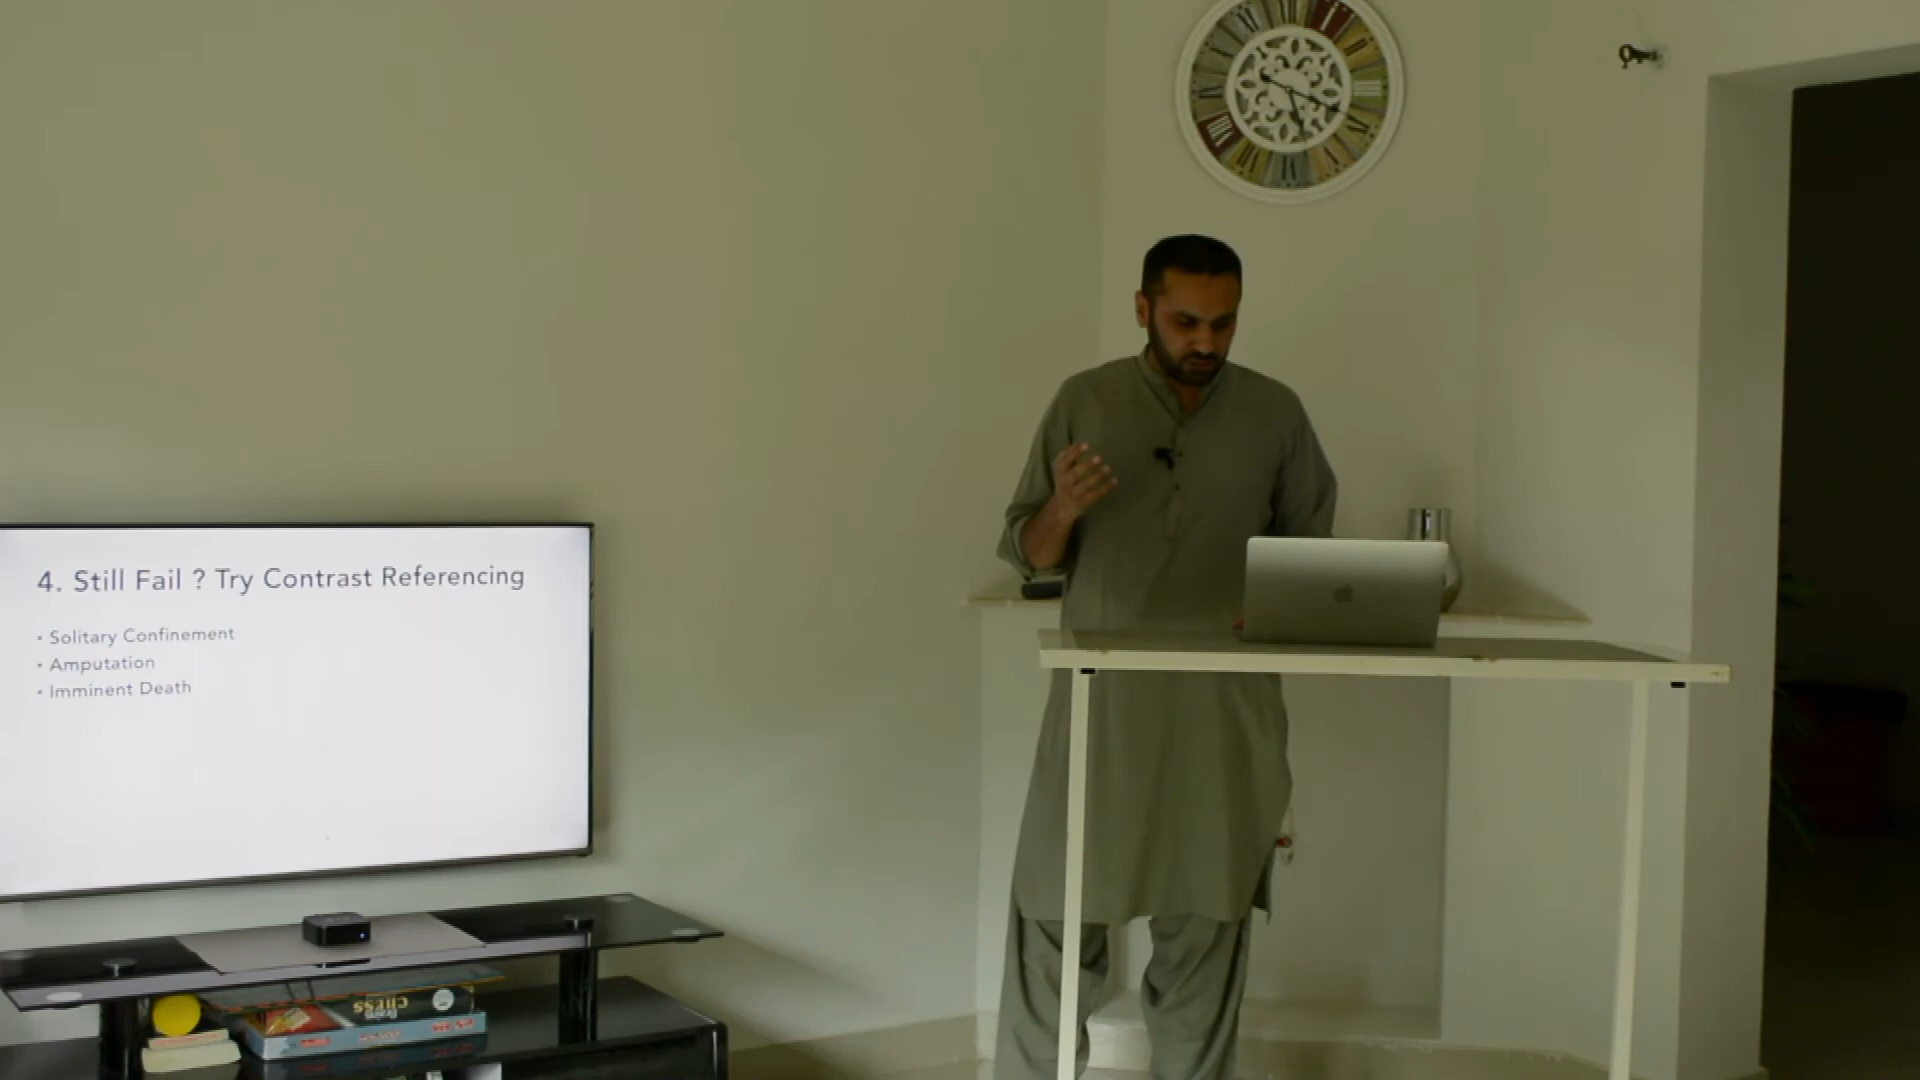 4. Still Fail ? Try Contrast Referencing
• Solitary Confinement
• Amputation
• Imminent Death
CHESS